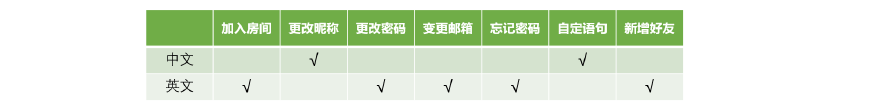 加入房间 更改昵称 更改密码 变更邮箱 忘记密码 自定语句 新增好友
中文 √ √
英文 √ √ √ √ √